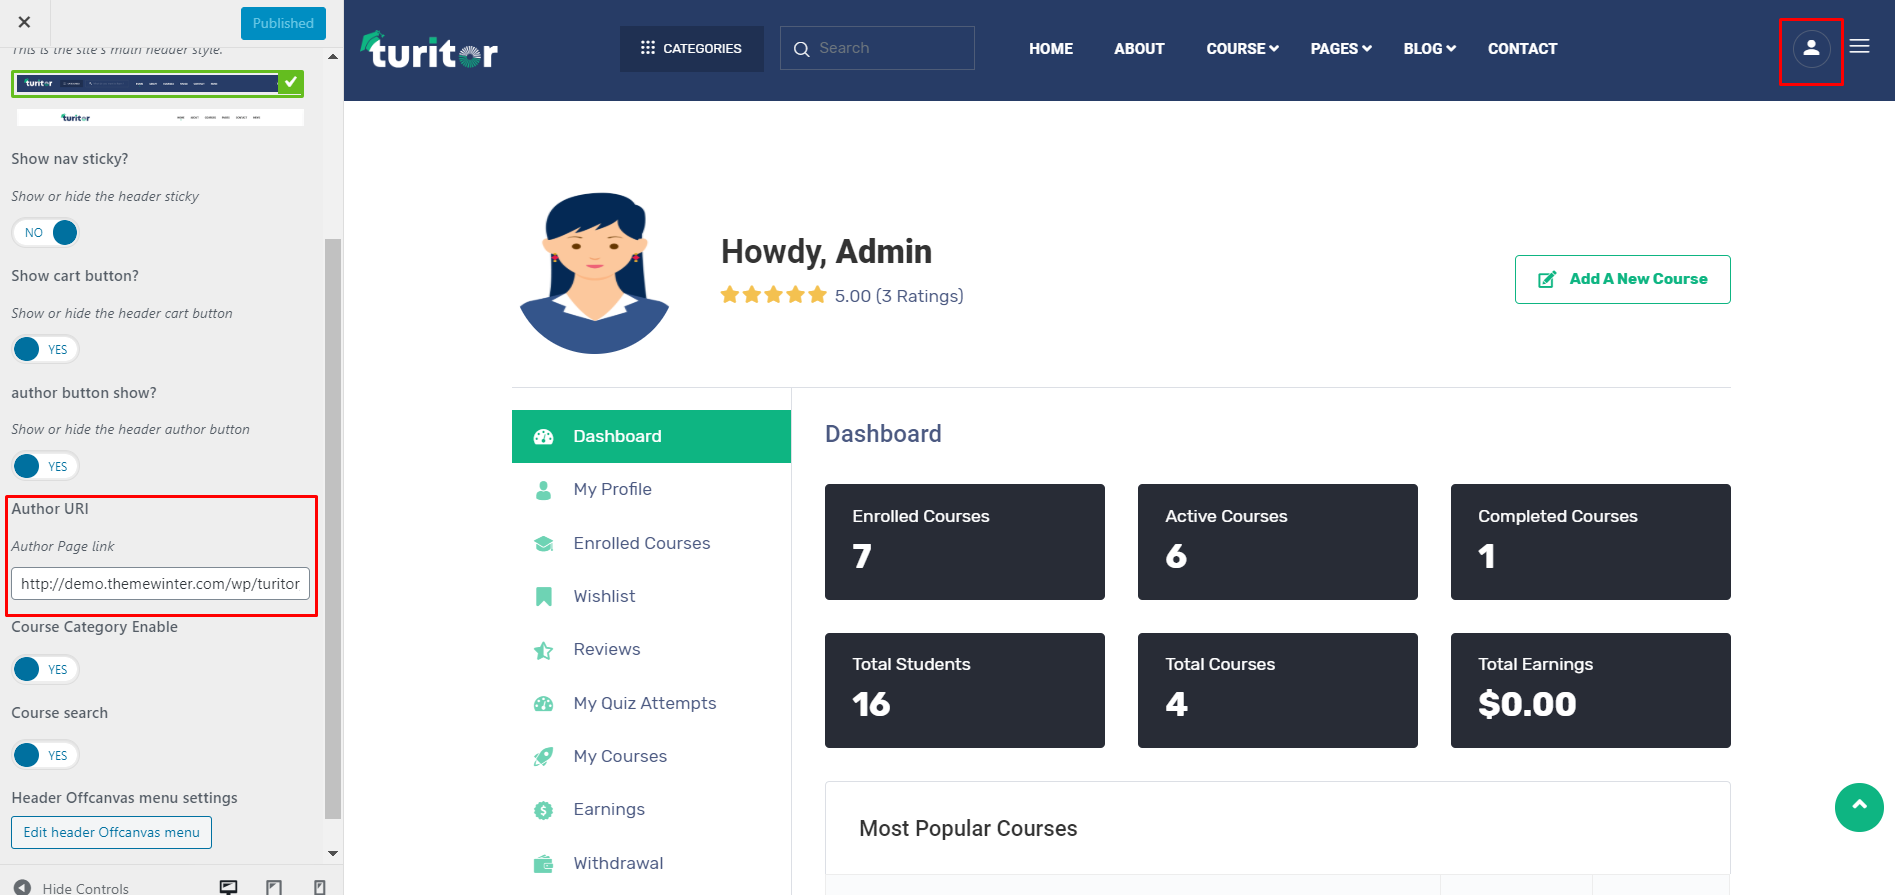 Published
This is the site's main header style.
turitor
turitor
Show nav sticky?
Show or hide the header sticky
NO
Show cart button?
Show or hide the header cart button
YES
author button show?
Show or hide the header author button
YES
Author URI
Author Page link
http://demo.themewinter.com/wp/turitor
Course Category Enable
YES
Course search
YES
Header Offcanvas menu settings
Edit header Offcanvas menu
Hide Controls
turitor
CATEGORIES
Search
HOME ABOUT COURSE PAGES BLOG CONTACT
Howdy, Admin
5.00 (3 Ratings)
Add A New Course
Dashboard
My Profile
Enrolled Courses
Wishlist
Reviews
My Quiz Attempts
My Courses
Earnings
Withdrawal
Dashboard
Enrolled Courses
7
Active Courses
6
Completed Courses
1
Total Students
16
Total Courses
4
Total Earnings
$0.00
Most Popular Courses